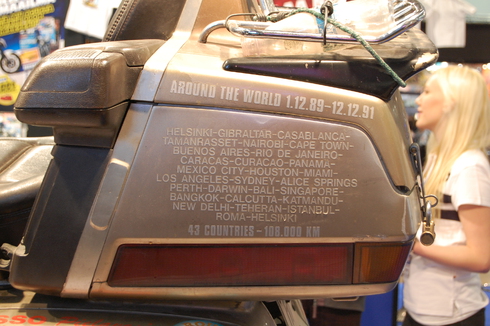 AROUND THE WORLD 1.12.89-12.12.91
HELSINKI-GIBRALTAR-CASABLANCA-
TAMANRASSET-NAIROBI-CAPE TOWN-
BUENOS AIRES-RIO DE JANEIRO-
CARACAS-CURACAO-PANAMA-
MEXICO CITY-HOUSTON-MIAMI-
LOS ANGELES-SYDNEY-ALICE SPRINGS
PERTH-DARWIN-BALI-SINGAPORE-
BANGKOK-CALCUTTA-KATMANDU-
NEW DELHI-TEHERAN-ISTANBUL-
ROMA-HELSINKI
43 COUNTRIES-108.000 KM